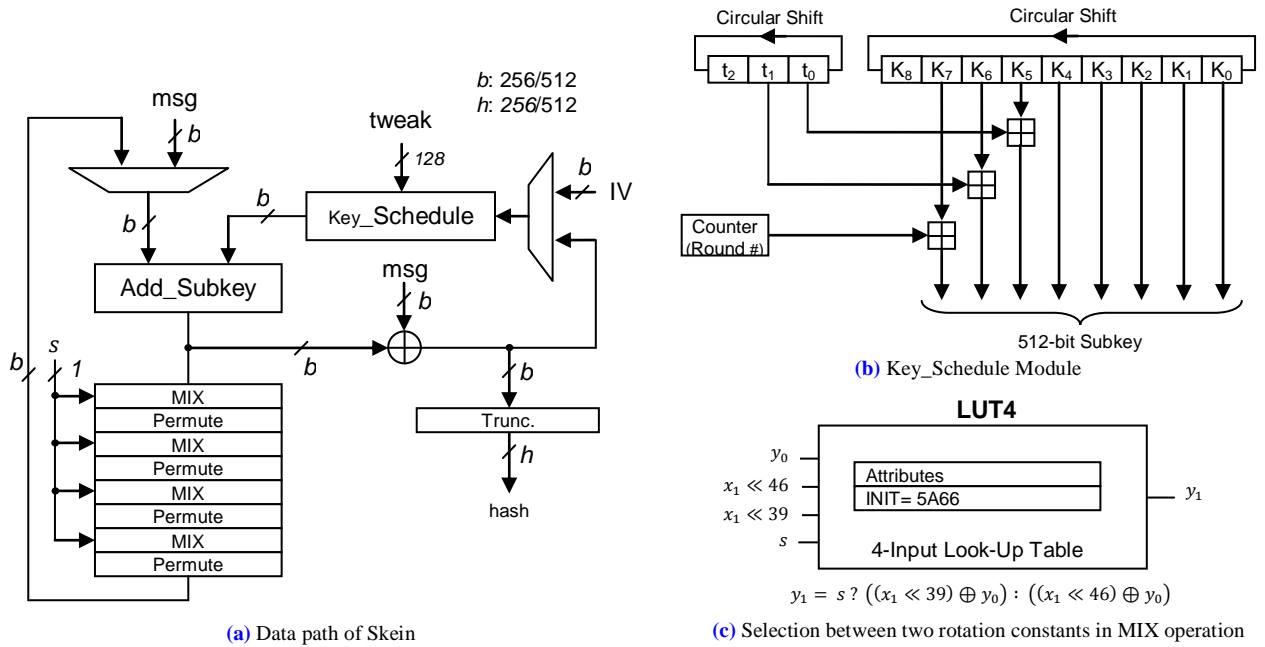 msg
b
b
b
b: 256/512
h: 256/512
tweak
128
b
Key_Schedule
b
IV
Add_Subkey
msg
b
b
b
s
1
MIX
Permute
MIX
Permute
MIX
Permute
MIX
Permute
b
Trunc.
h
hash
(a) Data path of Skein
Circular Shift
Circular Shift
t2 t1 t0
K8 K7 K6 K5 K4 K3 K2 K1 K0
Counter
(Round #)
512-bit Subkey
(b) Key_Schedule Module
LUT4
y₀
x₁ ≪ 46
x₁ ≪ 39
s
Attributes
INIT= 5A66
4-Input Look-Up Table
y₁
y₁ = s ? ((x₁ ≪ 39) ⊕ y₀) : ((x₁ ≪ 46) ⊕ y₀)
(c) Selection between two rotation constants in MIX operation